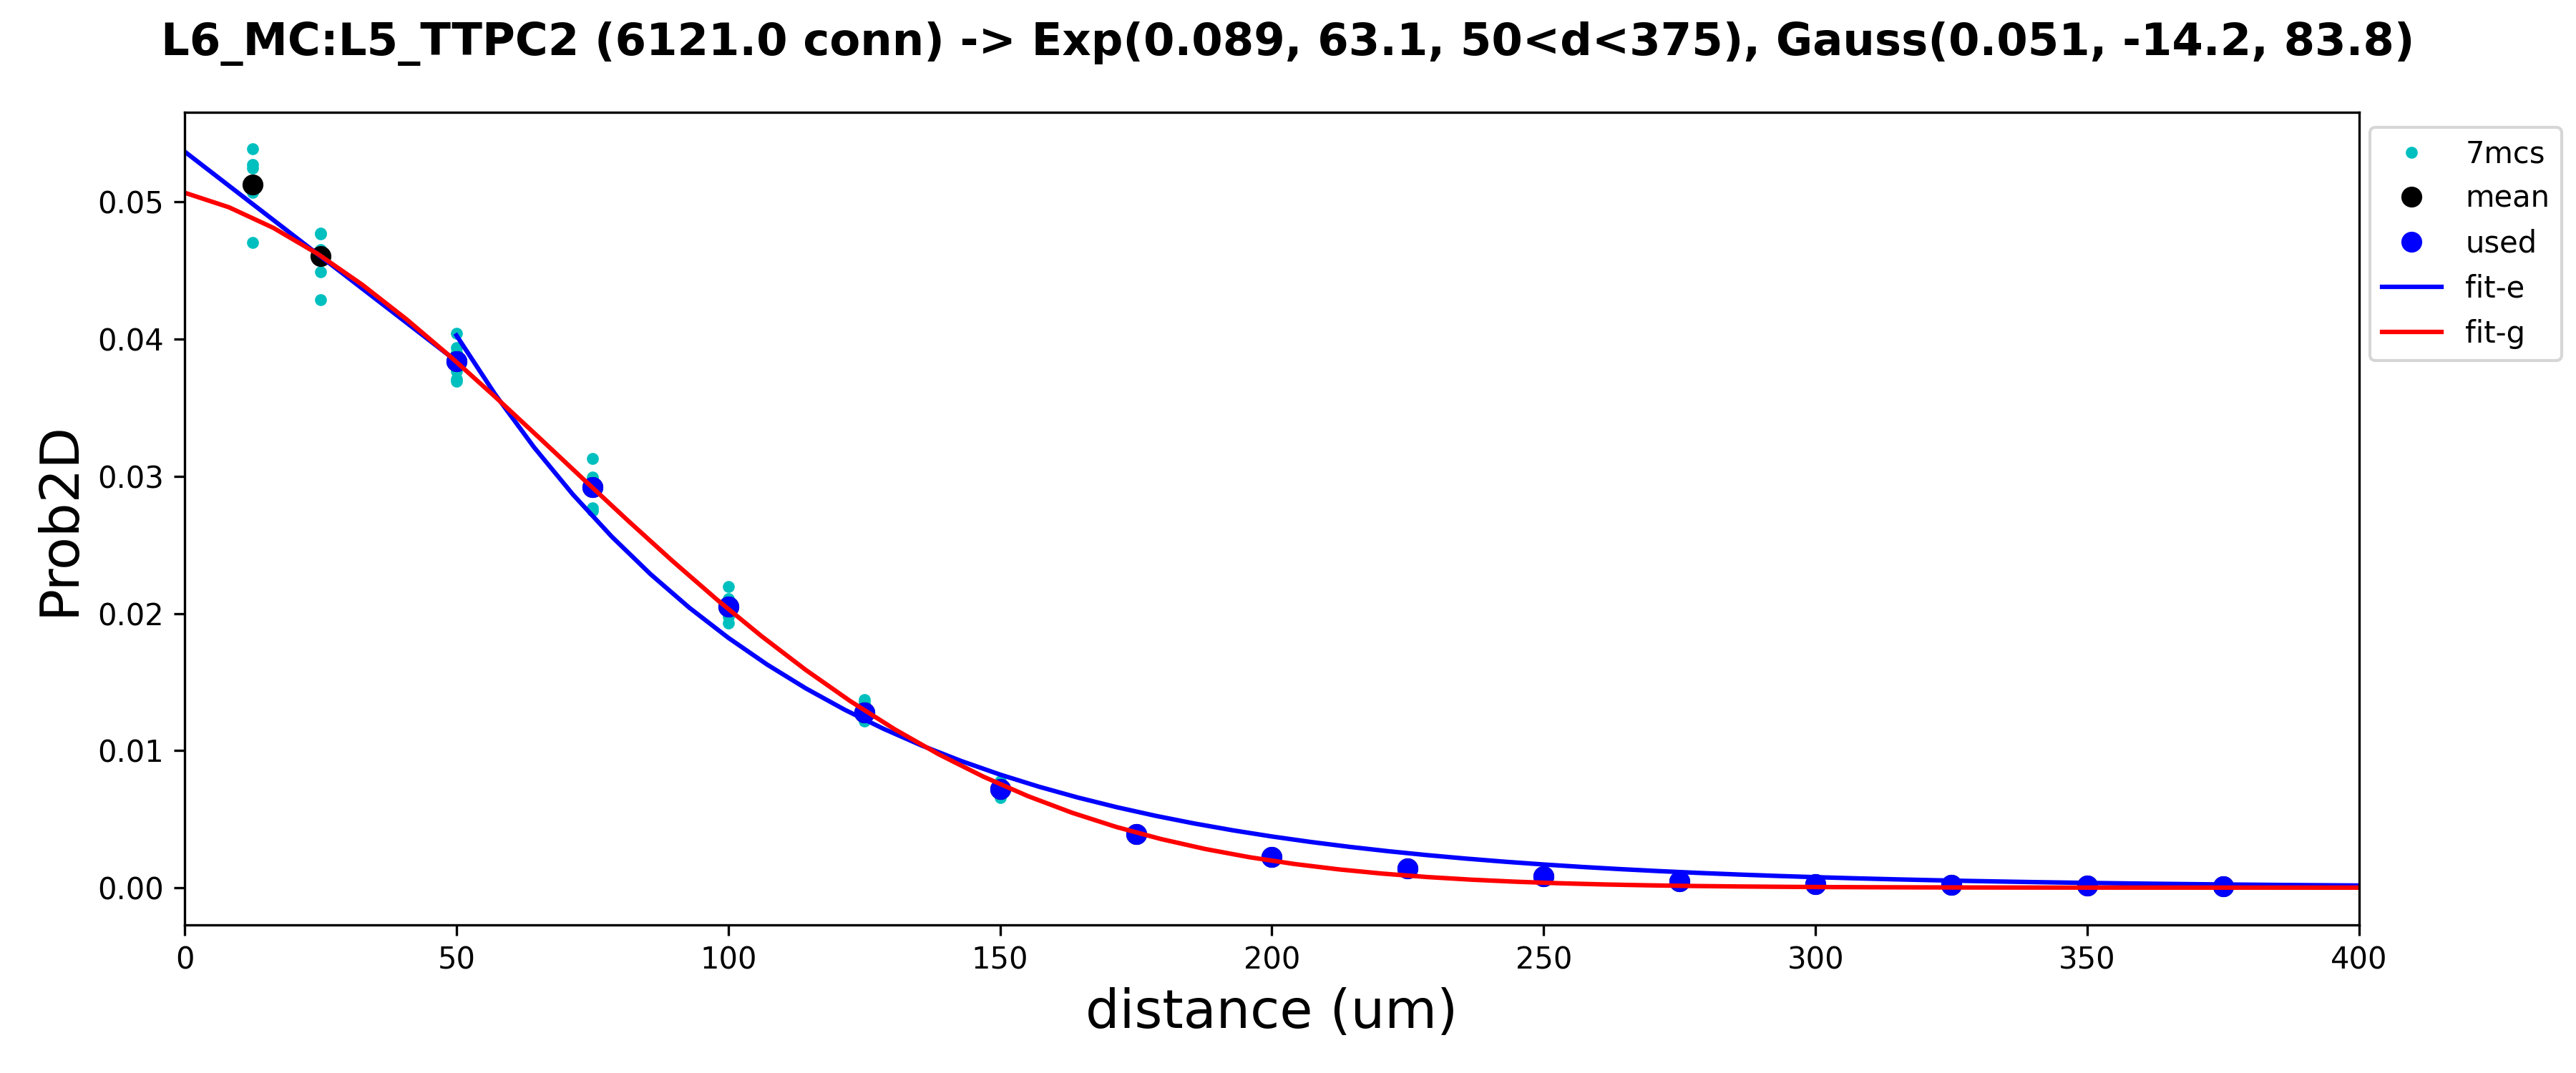 L6_MC:L5_TTPC2 (6121.0 conn) -> Exp(0.089, 63.1, 50<d<375), Gauss(0.051, -14.2, 83.8)
7mcs
mean
used
fit-e
fit-g
Prob2D
0.05
0.04
0.03
0.02
0.01
0.00
0 50 100 150 200 250 300 350 400
distance (um)